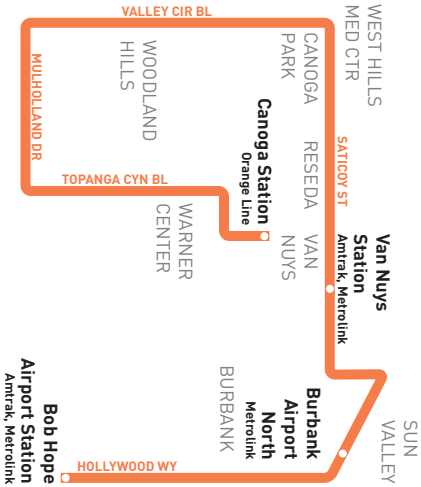 VALLEY CIR BL
WEST HILLS
MED CTR
CANOGA
PARK
WOODLAND
HILLS
MULHOLLAND DR
TOPANGA CYN BL
Canoga Station
Orange Line
RESEDA
SATICOY ST
WARNER
CENTER
VAN
NUYS
Van Nuys
Station
Amtrak, Metrolink
SUN
VALLEY
Burbank
Airport
North
Metrolink
BURBANK
HOLLYWOOD WY
Bob Hope
Airport Station
Amtrak, Metrolink